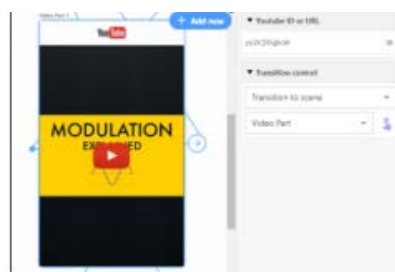 Video Part 1
+ Add new
YouTube
MODULATION
EXPLAINED
▼ Youtube ID or URL
▼ Transition control
Transition to scene
Video Part